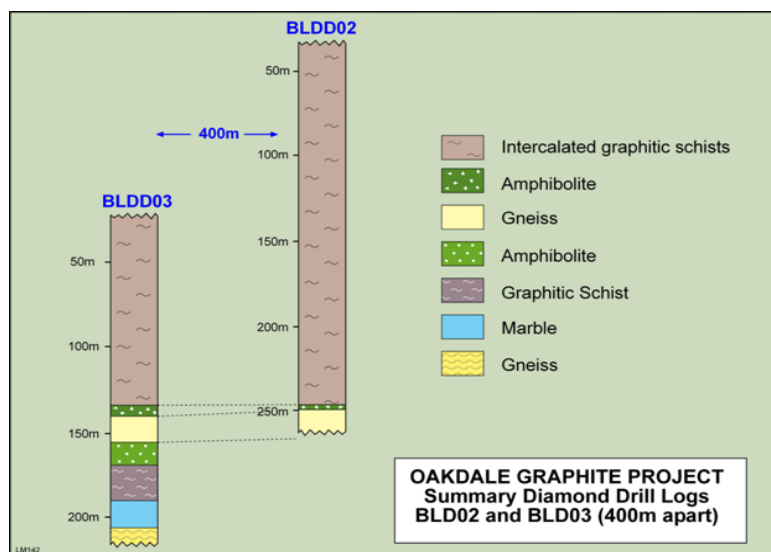 BLDD02
50m
400m
100m
150m
200m
250m
BLDD03
50m
100m
150m
200m
Intercalated graphitic schists
Amphibolite
Gneiss
Amphibolite
Graphitic Schist
Marble
Gneiss
OAKDALE GRAPHITE PROJECT
Summary Diamond Drill Logs
BLD02 and BLD03 (400m apart)
LM142